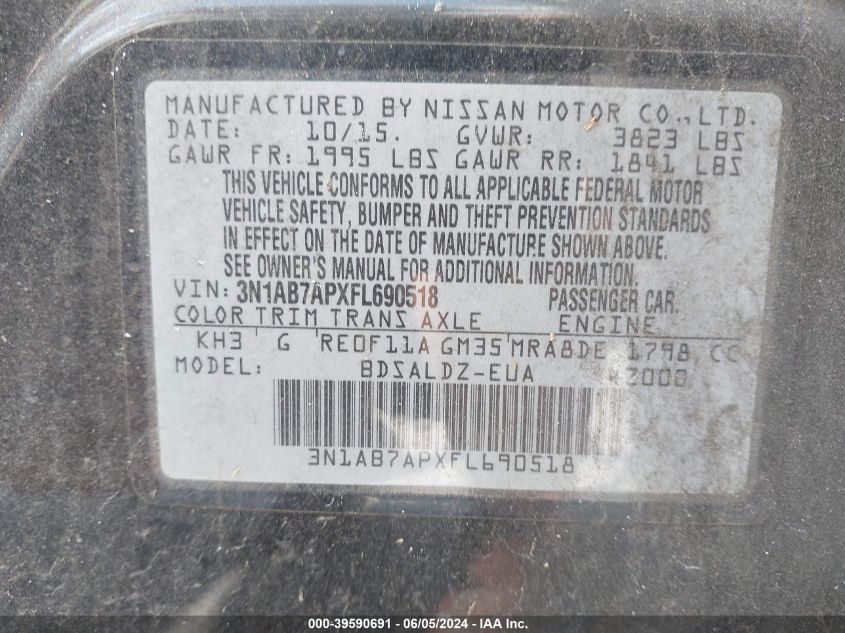 MANUFACTURED BY NISSAN MOTOR CO., LTD.
DATE: 10/15. GVWR: 3823 LBS
GAWR FR: 1995 LBS GAWR RR: 1841 LBS
THIS VEHICLE CONFORMS TO ALL APPLICABLE FEDERAL MOTOR
VEHICLE SAFETY, BUMPER AND THEFT PREVENTION STANDARDS
IN EFFECT ON THE DATE OF MANUFACTURE SHOWN ABOVE.
SEE OWNER'S MANUAL FOR ADDITIONAL INFORMATION.
VIN: 3N1AB7APXFL690518 PASSENGER CAR.
COLOR TRIM TRANS AXLE ENGINE
KH3 G RE0F11A GM35 MRA8DE 1798 CC
MODEL: BDSALDZ-EUA
3N1AB7APXFL690518
000-39590691 - 06/05/2024 - IAA Inc.